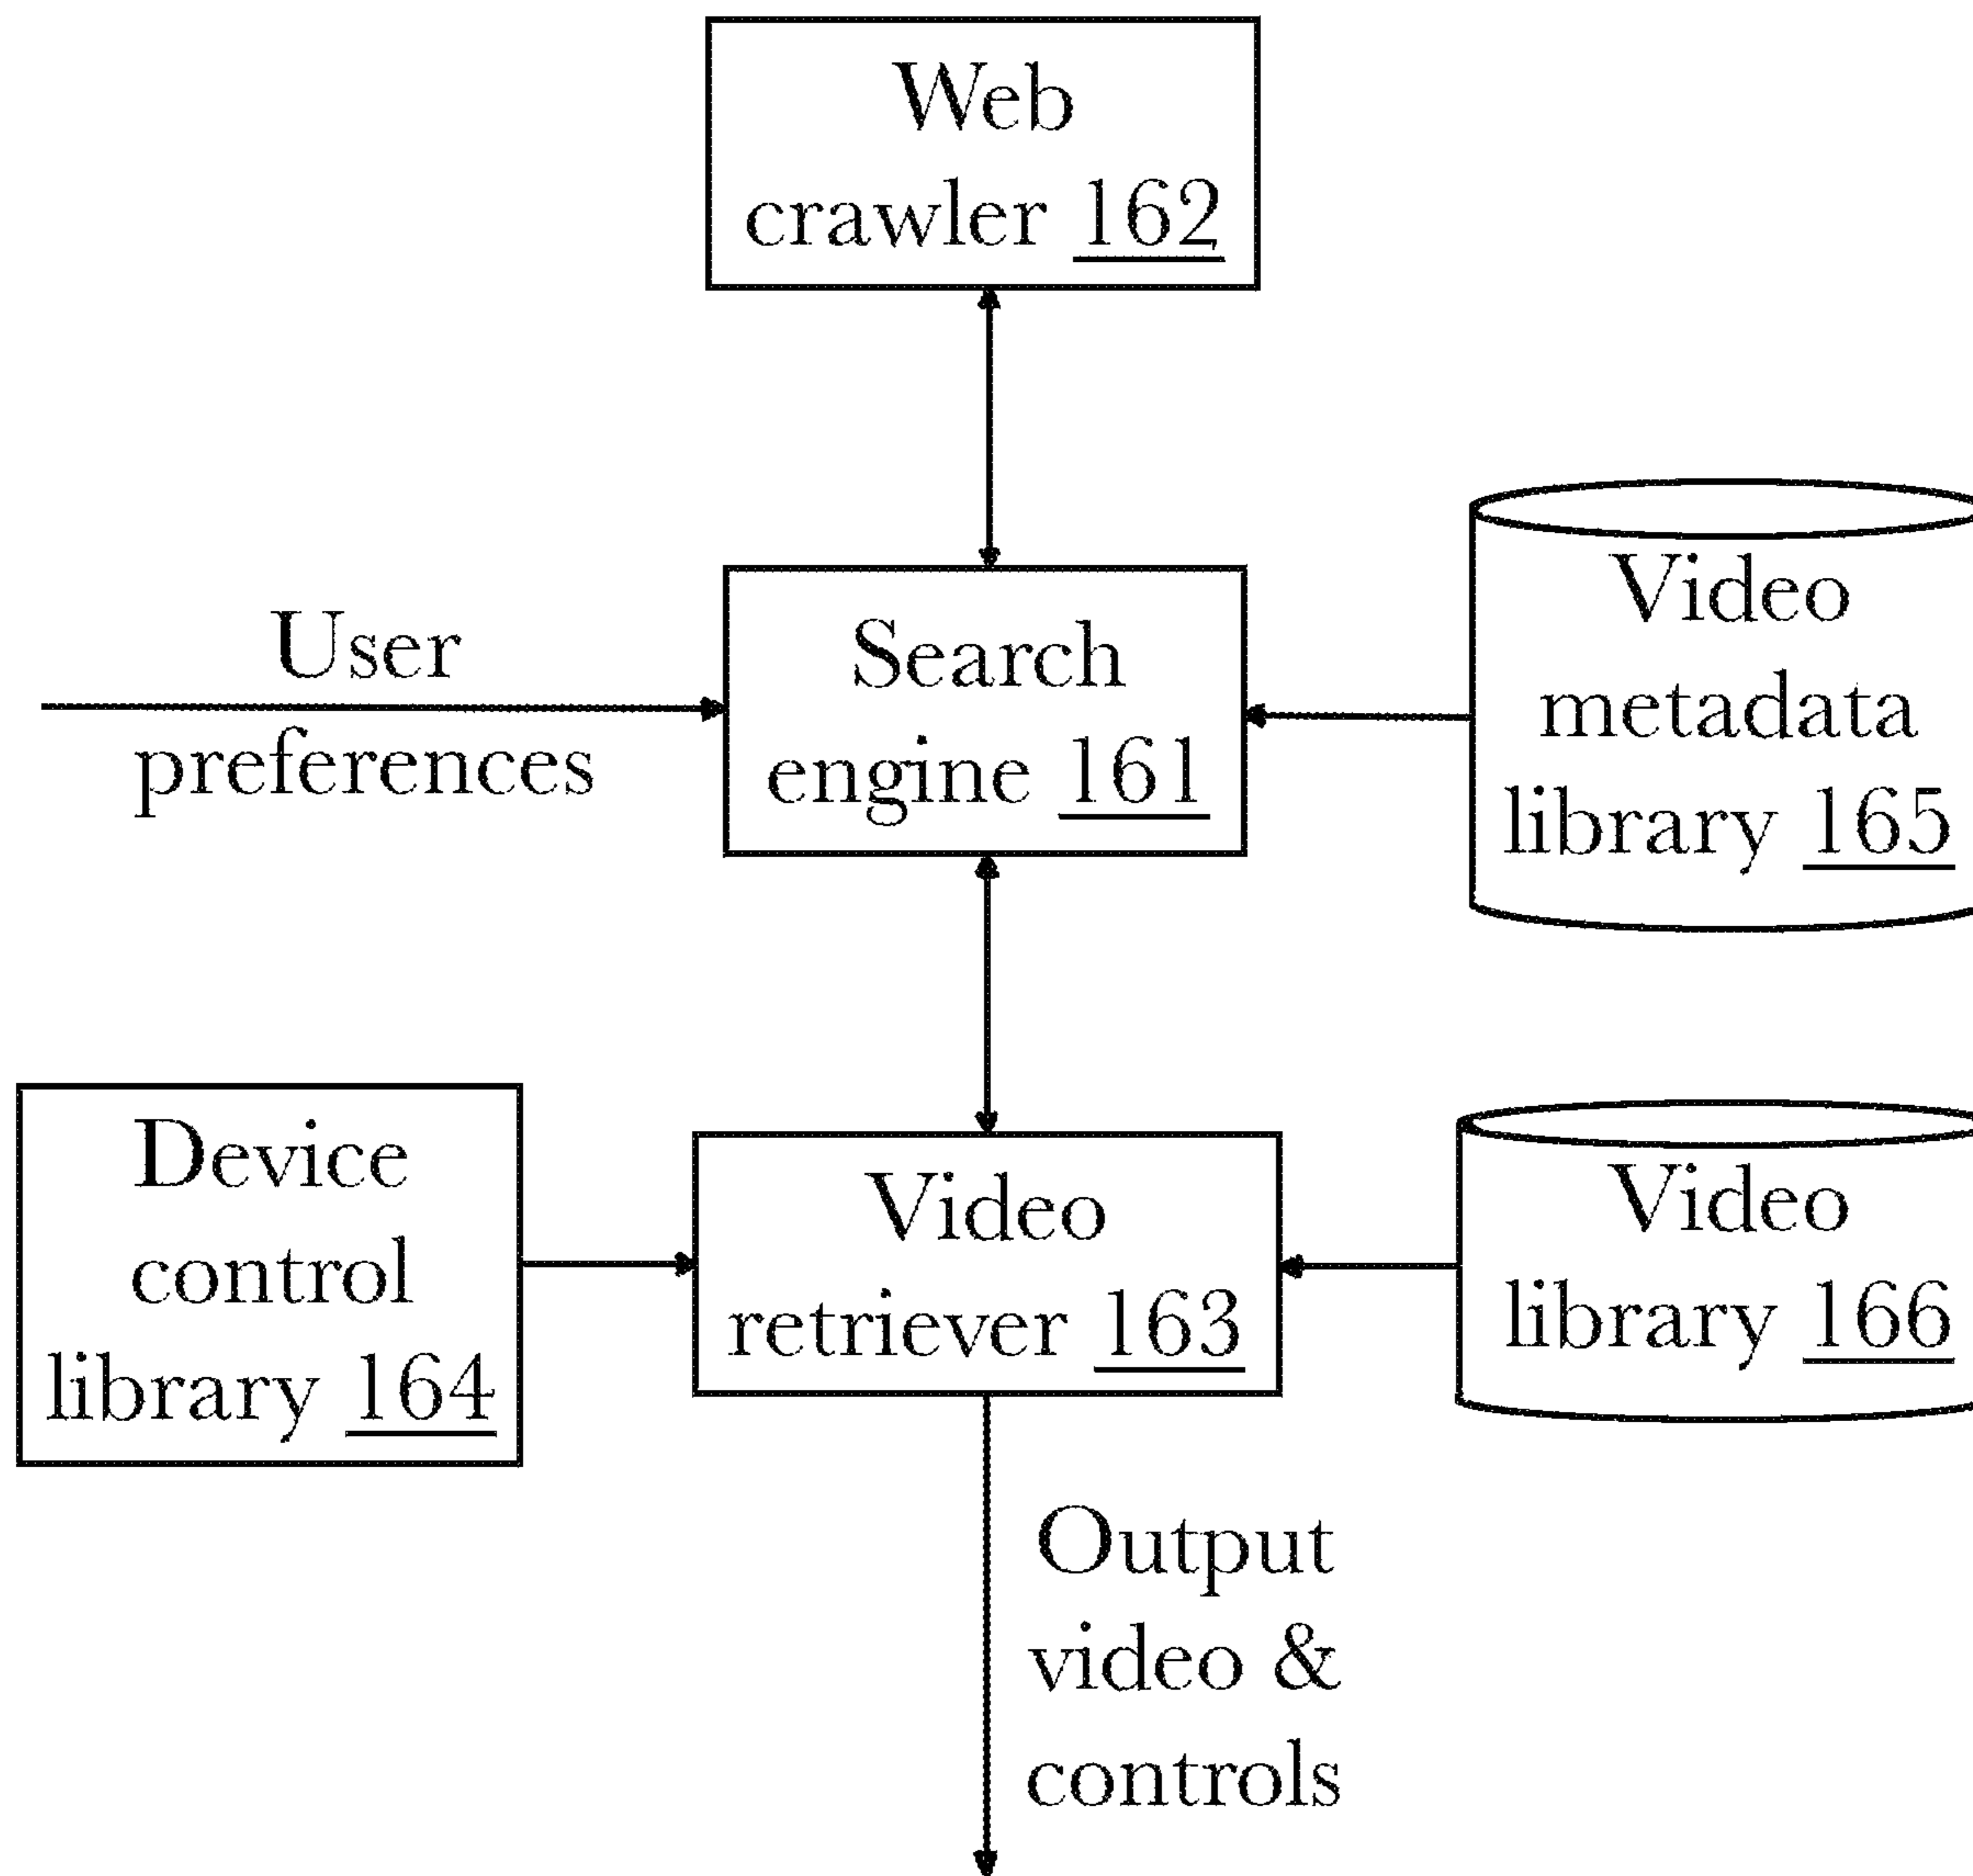 Web
crawler 162
User
preferences
Search
engine 161
Video
metadata
library 165
Device
control
library 164
Video
retriever 163
Video
library 166
Output
video &
controls